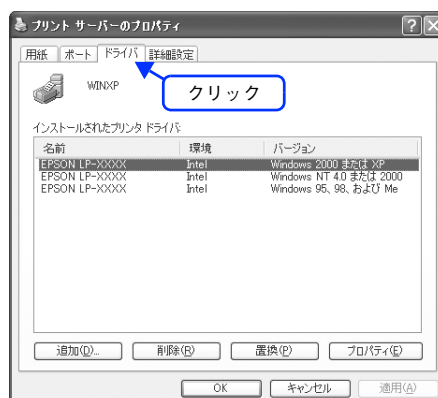 プリント サーバーのプロパティ
用紙 ポート ドライバ 詳細設定
WINXP
クリック
インストールされたプリンタ ドライバ:
名前 環境 バージョン
EPSON LP-XXXX Intel Windows 2000 または XP
EPSON LP-XXXX Intel Windows NT 4.0 または 2000
EPSON LP-XXXX Intel Windows 95、98、および Me
追加(D)... 削除(R) 置換(P) プロパティ(E)
OK キャンセル 適用(A)